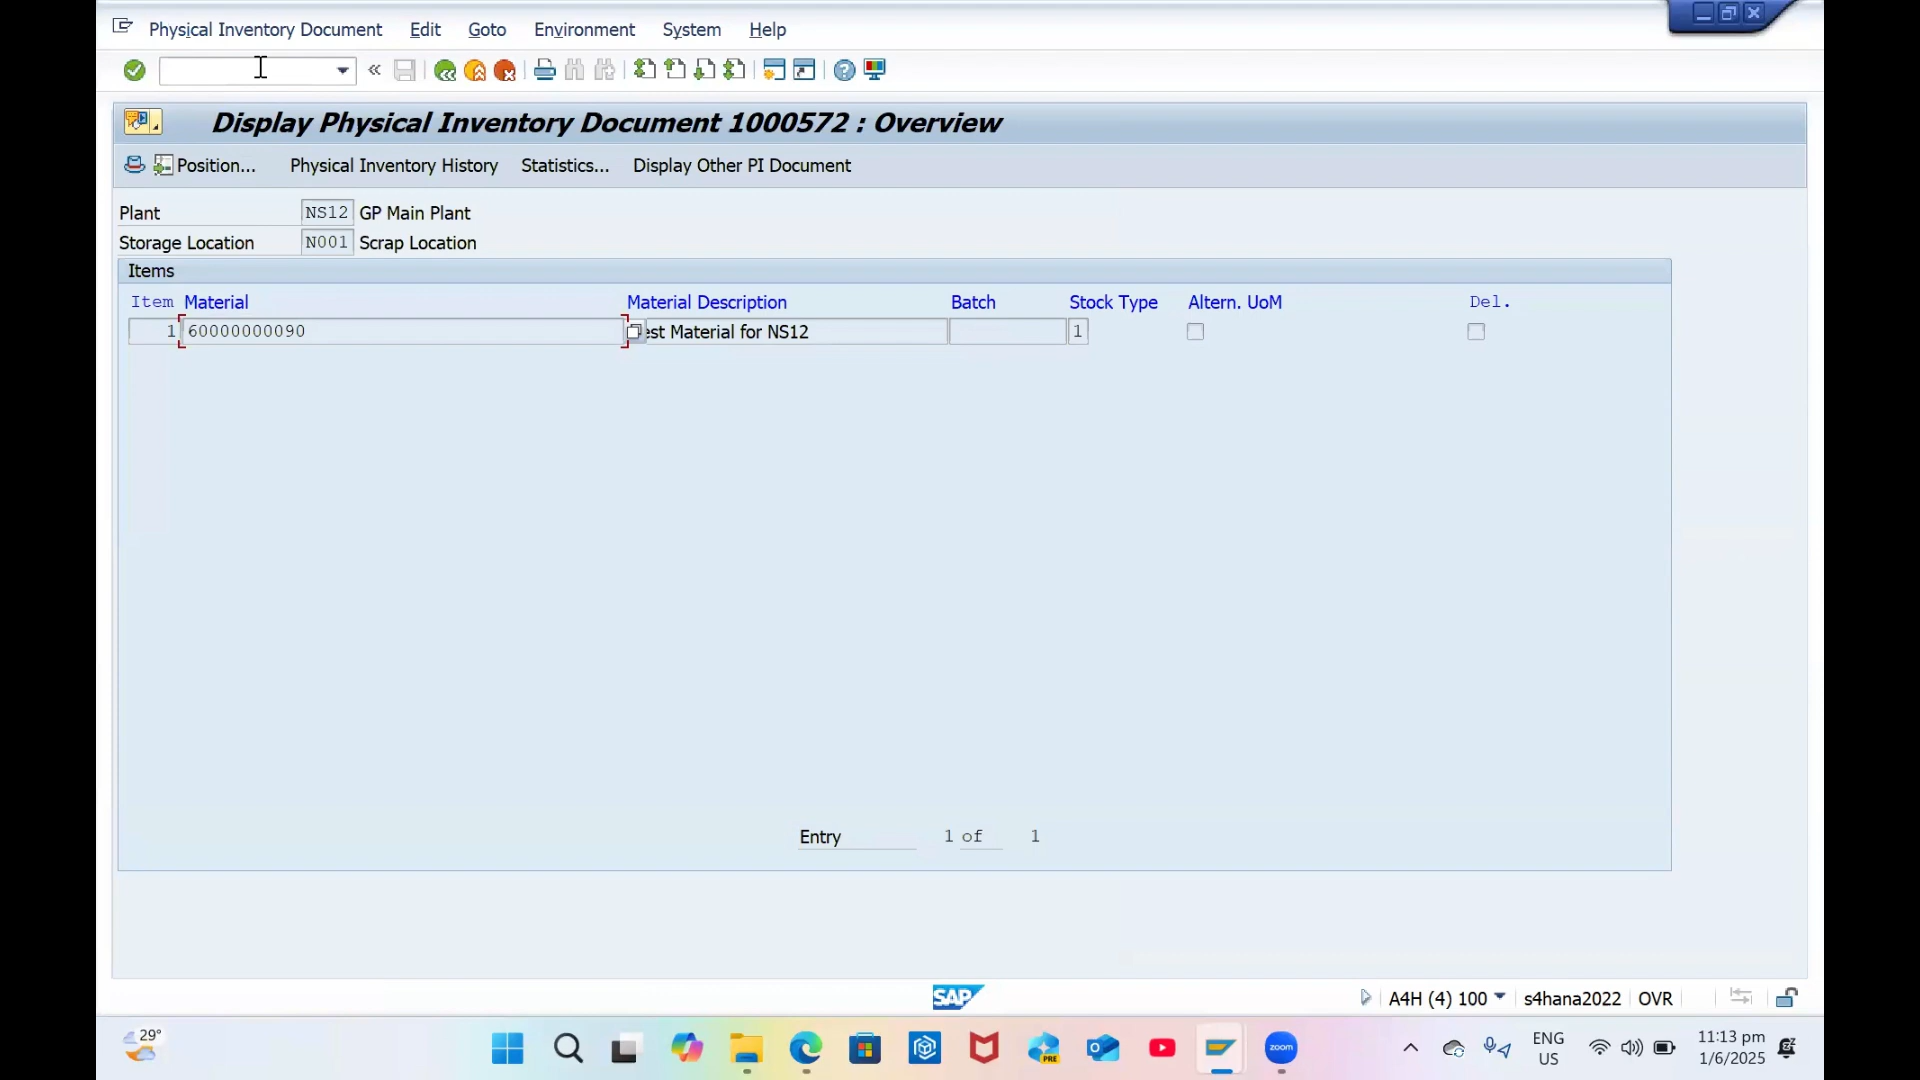 Physical Inventory Document Edit Goto Environment System Help
Display Physical Inventory Document 1000572 : Overview
Position... Physical Inventory History Statistics... Display Other PI Document
Plant NS12 GP Main Plant
Storage Location N001 Scrap Location
Items
Item Material Material Description Batch Stock Type Altern. UoM Del.
1 60000000090 est Material for NS12 1
Entry 1 of 1
SAP A4H (4) 100 s4hana2022 OVR
29° PRE zoom ENG US 11:13 pm 1/6/2025